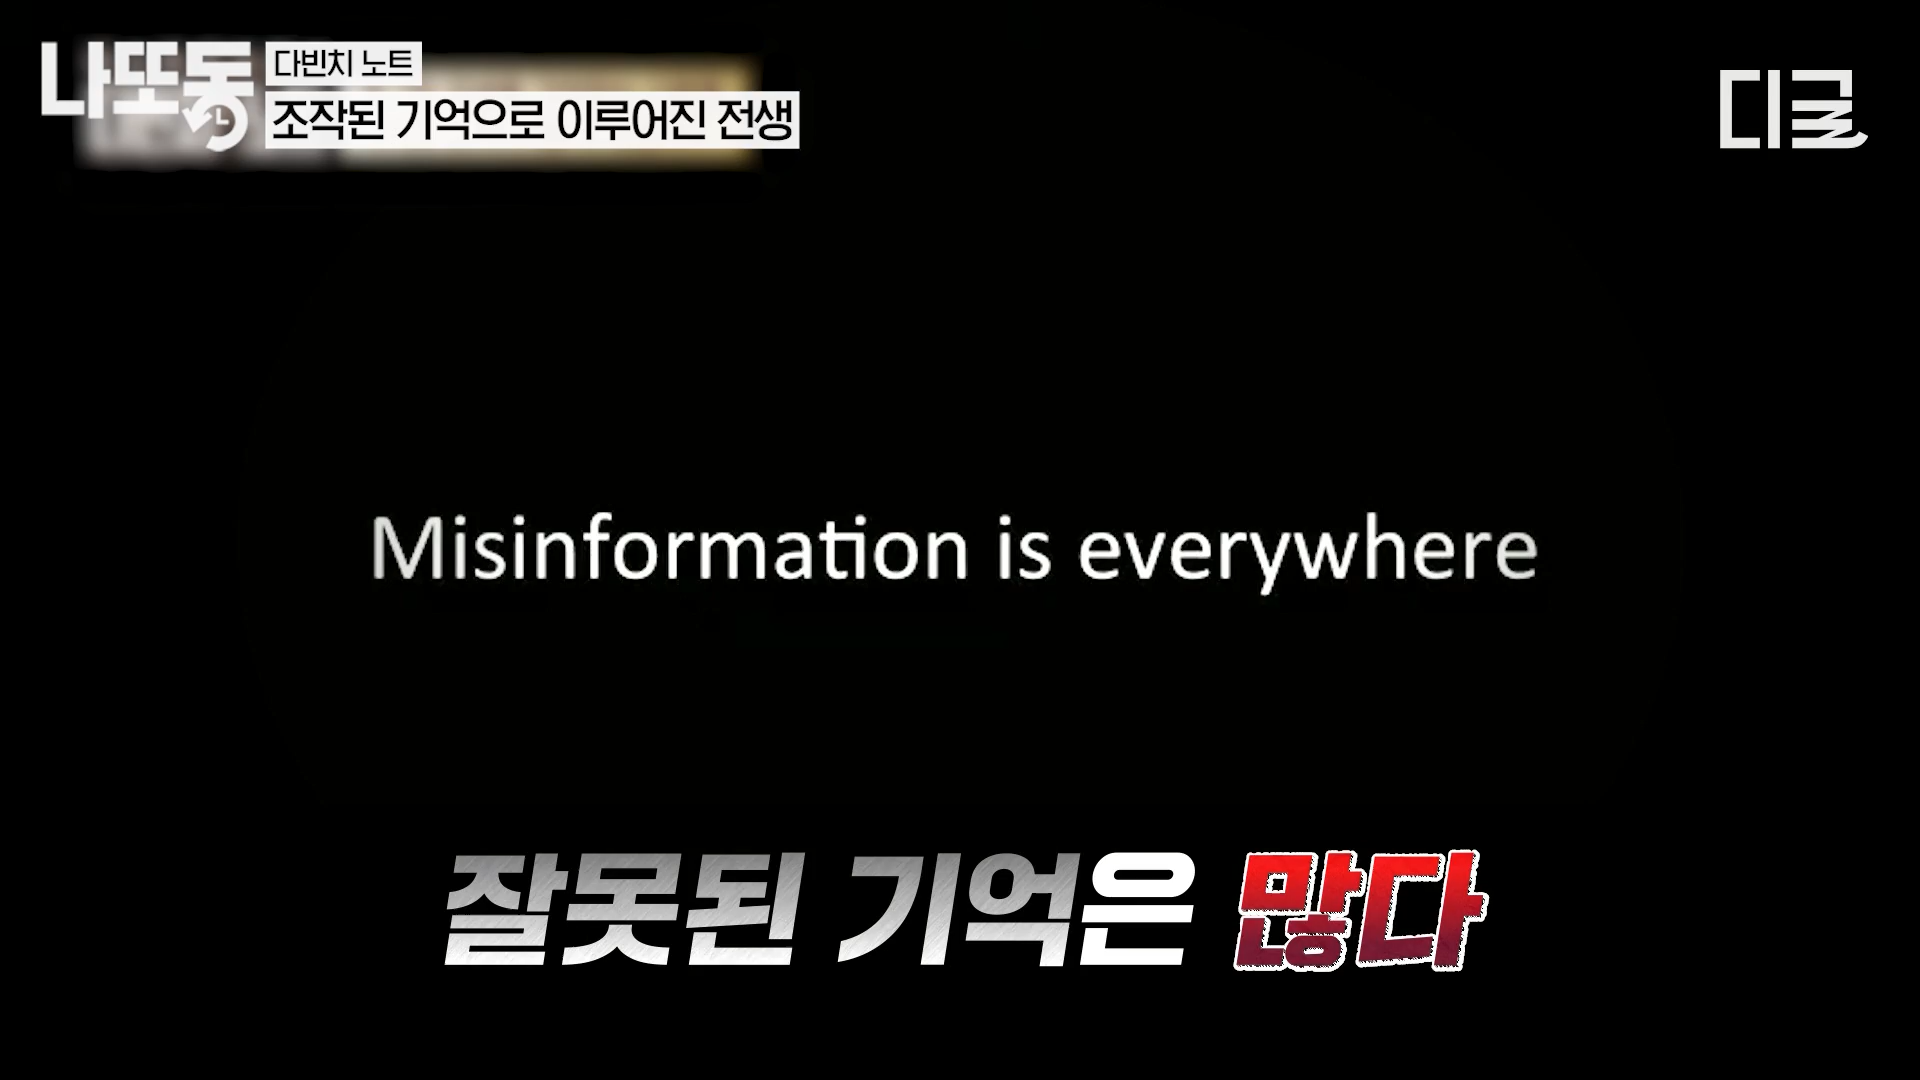 나또동
다빈치 노트
조작된 기억으로 이루어진 전생
디글
Misinformation is everywhere
잘못된 기억은 많다